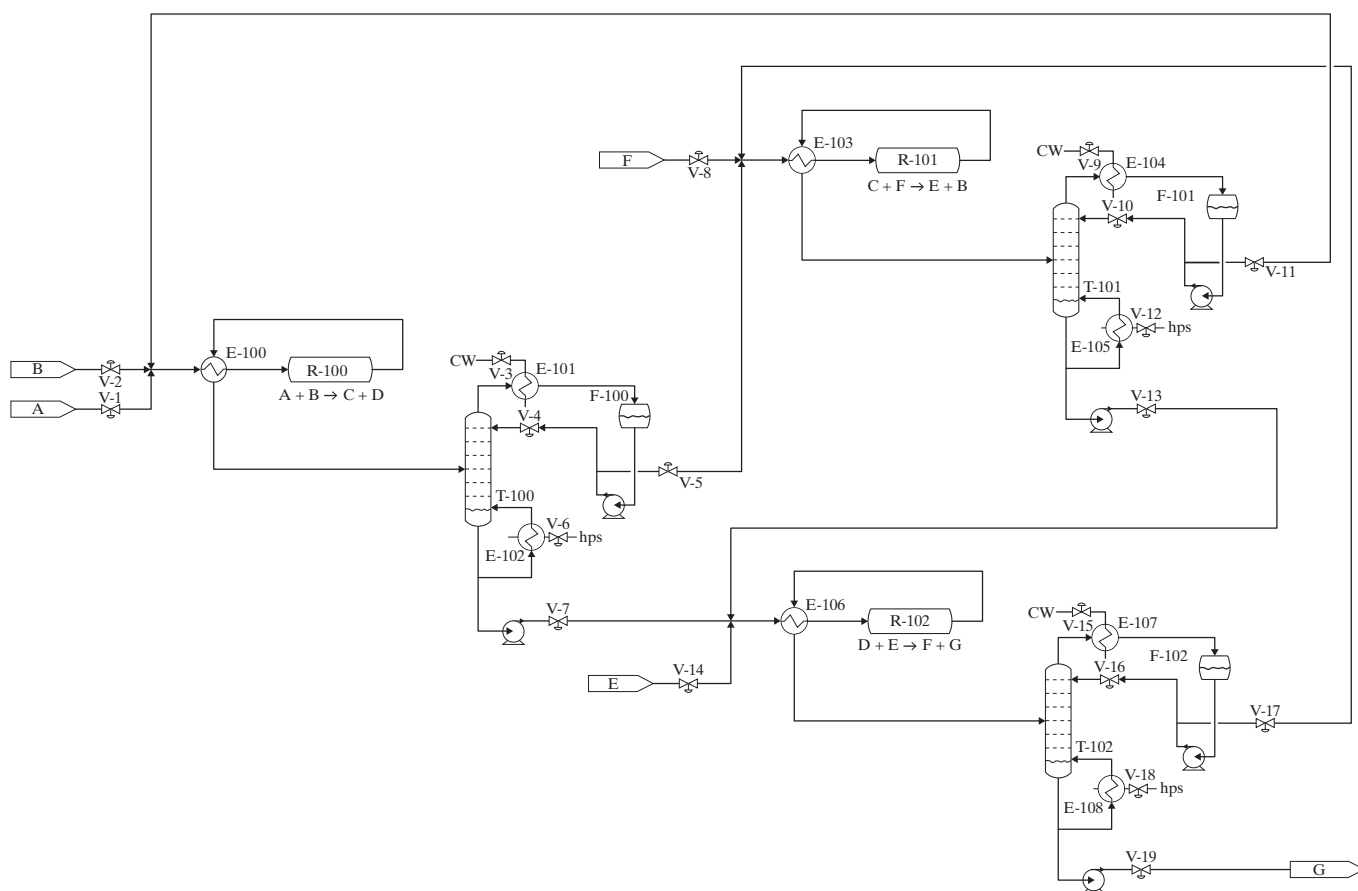 E-103
F
V-8
R-101
C + F → E + B
CW
V-9
E-104
F-101
V-10
V-11
T-101
V-12
hps
E-105
V-13
B
V-2
A
V-1
E-100
R-100
A + B → C + D
CW
V-3
E-101
F-100
V-4
V-5
T-100
V-6
hps
E-102
V-7
E-106
R-102
D + E → F + G
E
V-14
CW
V-15
E-107
F-102
V-16
V-17
T-102
V-18
hps
E-108
V-19
G